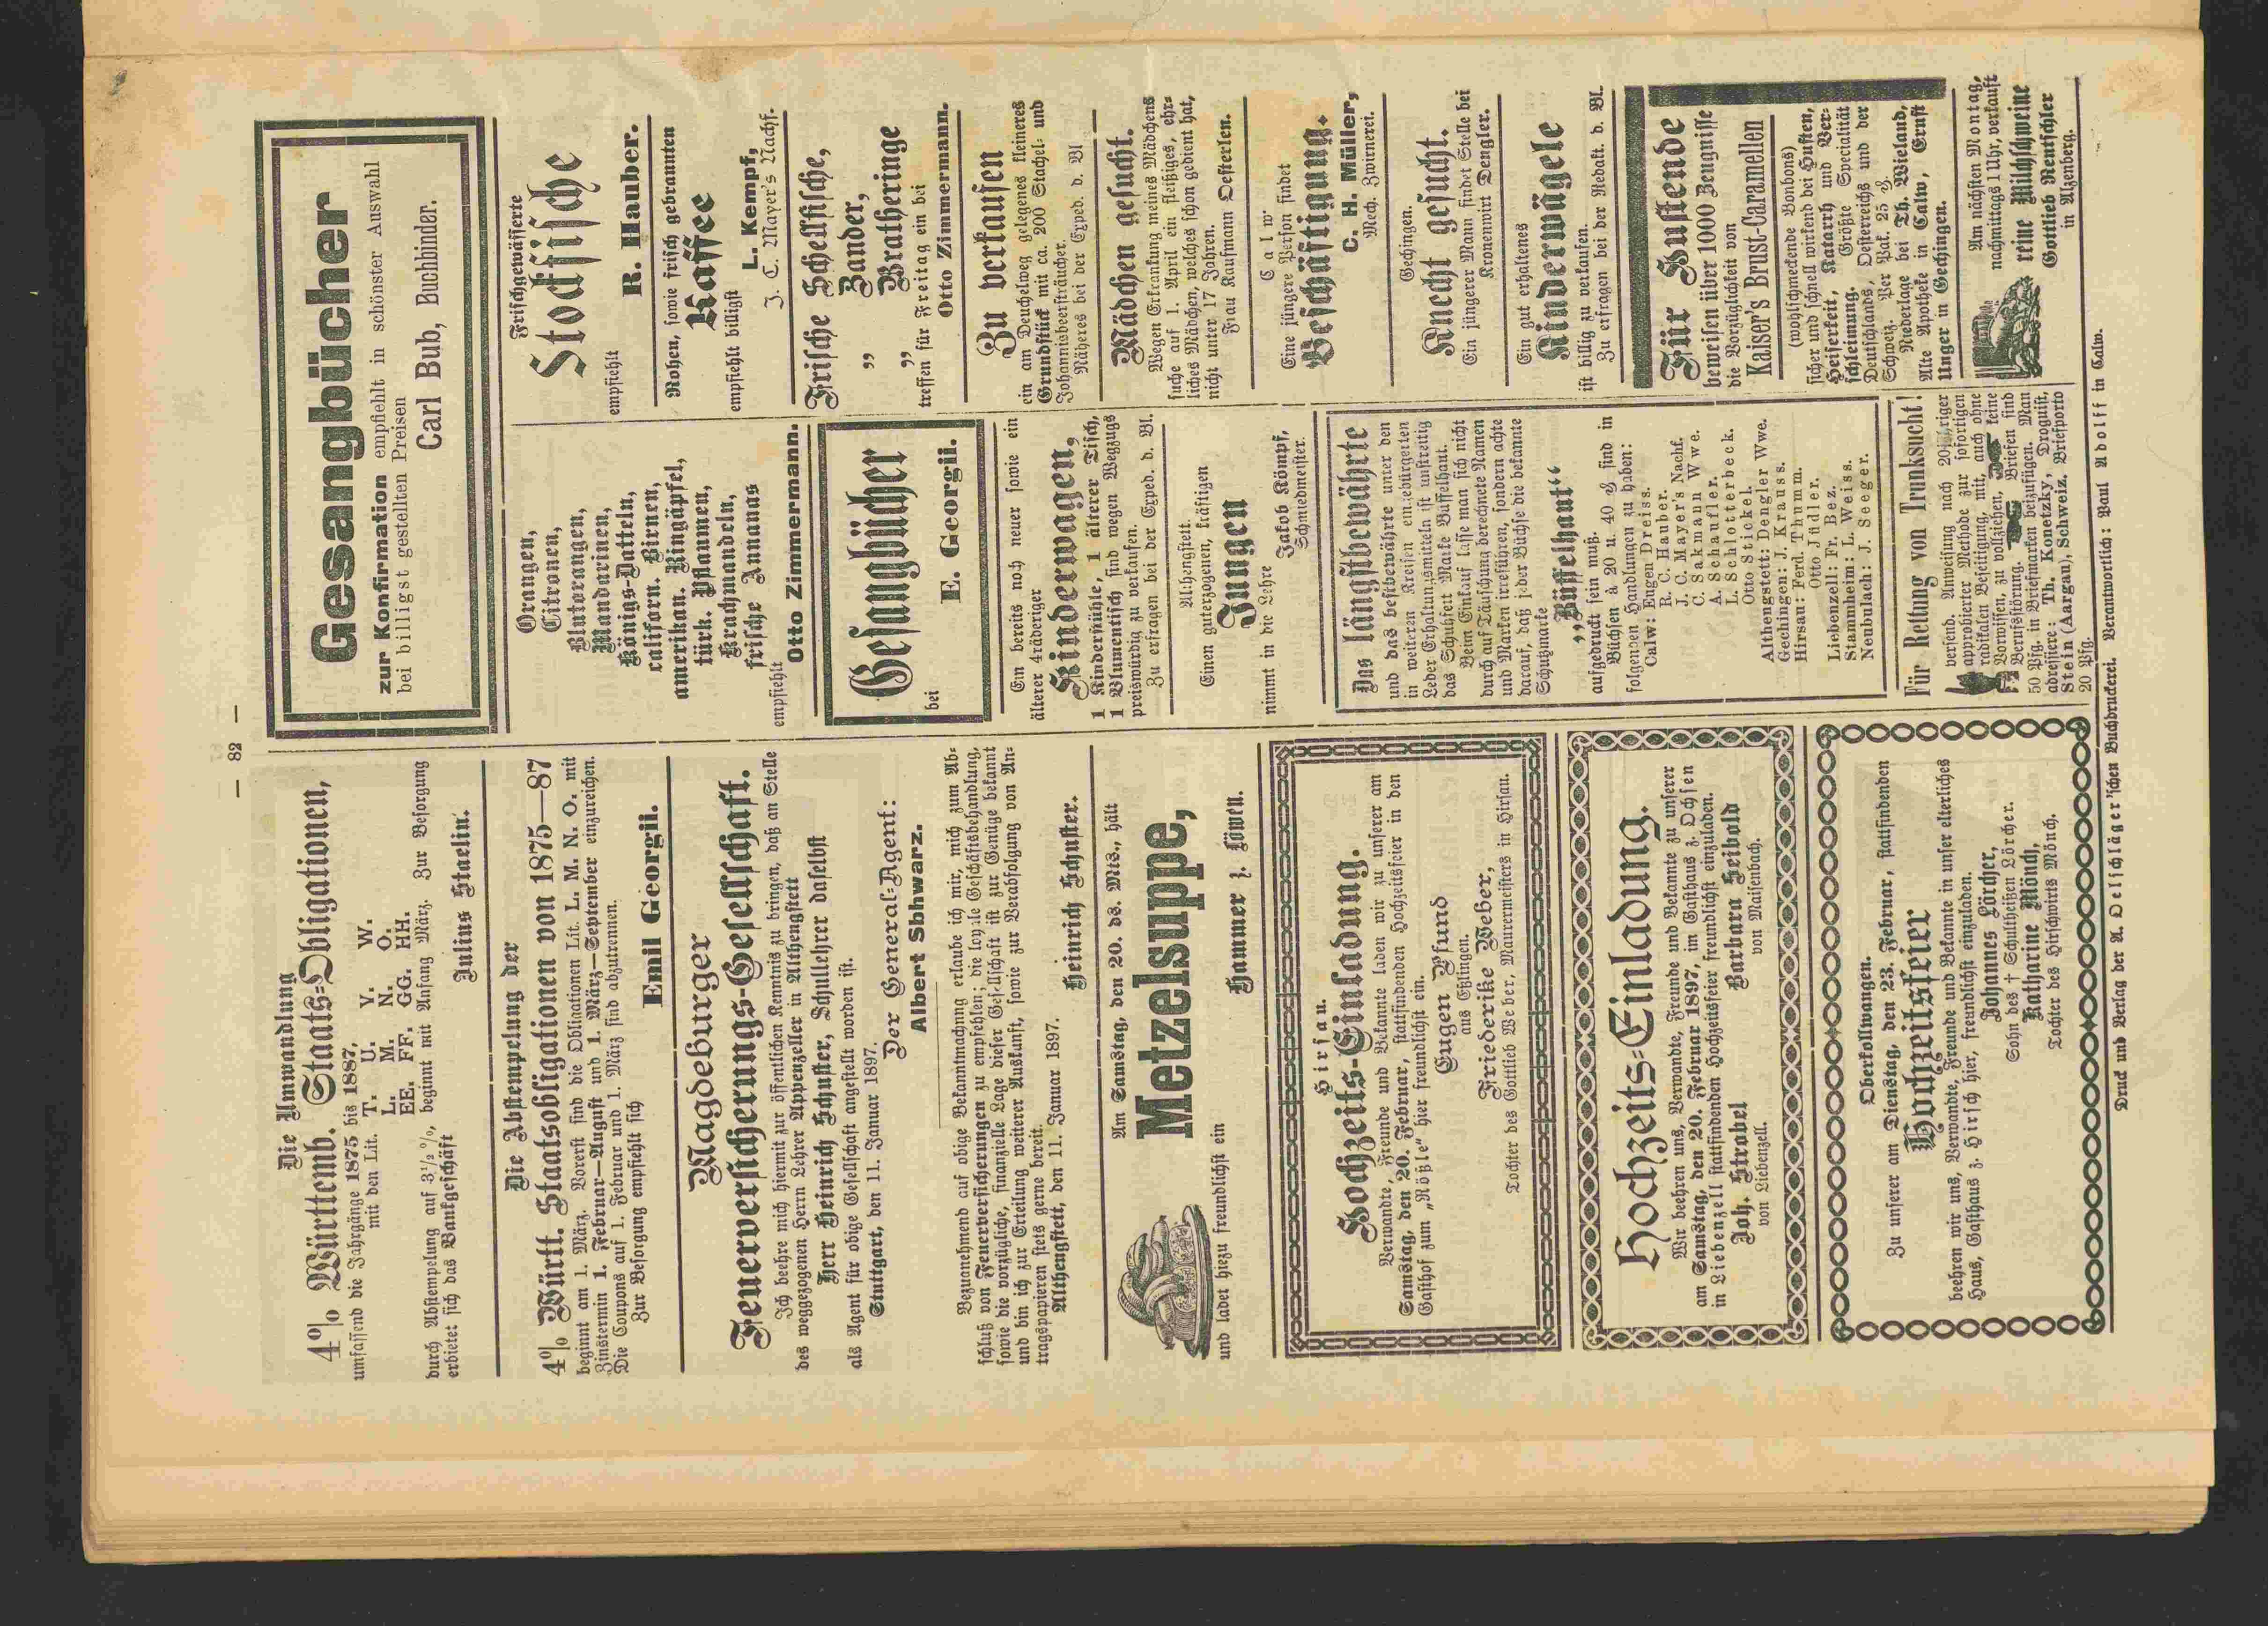 — 82 —
Die Umwandlung
4% Württemb. Staats-Obligationen,
umfassend die Jahrgänge 1875 bis 1887,
mit den Lit. T. U. V. W.
L. M. N. O.
EE. FF. GG. HH.
durch Abstempelung auf 3½ %, beginnt mit Anfang März. Zur Besorgung
erbietet sich das Bankgeschäft
Julius Staelin.
Die Abstempelung der
4% Württ. Staatsobligationen von 1875—87
beginnt am 1. März. Vorerst sind die Obligationen Lit. L. M. N. O. mit
Zinstermin 1. Februar—August und 1. März—September einzureichen.
Die Coupons auf 1. Februar und 1. März sind abzutrennen.
Zur Besorgung empfiehlt sich
Emil Georgii.
Magdeburger
Feuerversicherungs-Gesellschaft.
Ich beehre mich hiermit zur öffentlichen Kenntnis zu bringen, daß an Stelle
des weggezogenen Herrn Lehrer Appenzeller in Althengstett
Herr Heinrich Schuster, Schullehrer daselbst
als Agent für obige Gesellschaft angestellt worden ist.
Stuttgart, den 11. Januar 1897.
Der General-Agent:
Albert Sbhwarz.
Bezugnehmend auf obige Bekanntmachung erlaube ich mir, mich zum Ab-
schluß von Feuerversicherungen zu empfehlen; die loyale Geschäftsbehandlung,
sowie die vorzügliche, finanzielle Lage dieser Gesellschaft ist zur Genüge bekannt
und bin ich zur Erteilung weiterer Auskunft, sowie zur Verabfolgung von An-
tragspapieren stets gerne bereit.
Althengstett, den 11. Januar 1897.
Heinrich Schuster.
Am Samstag, den 20. ds. Mts., hält
Metzelsuppe,
und ladet hiezu freundlichst ein
Hammer z. Löwen.
Hirsau.
Hochzeits-Einladung.
Verwandte, Freunde und Bekannte laden wir zu unserer am
Samstag, den 20. Februar, stattfindenden Hochzeitsfeier in den
Gasthof zum „Rößle“ hier freundlichst ein.
Eugen Pfund
aus Eßlingen.
Friederike Weber,
Tochter des Gottlieb Weber, Maurermeisters in Hirsau.
Hochzeits-Einladung.
Wir beehren uns, Verwandte, Freunde und Bekannte zu unserer
am Samstag, den 20. Februar 1897, im Gasthaus z. Ochsen
in Liebenzell stattfindenden Hochzeitsfeier freundlichst einzuladen.
Joh. Strobel
von Liebenzell.
Barbara Seibold
von Maisenbach.
Oberkollwangen.
Zu unserer am Dienstag, den 23. Februar, stattfindenden
Hochzeitsfeier
beehren wir uns, Verwandte, Freunde und Bekannte in unser elterliches
Haus, Gasthaus z. Hirsch hier, freundlichst einzuladen.
Johannes Lörcher,
Sohn des † Schultheißen Lörcher.
Katharine Mönch,
Tochter des Hirschwirts Mönch.
Gesangbücher
zur Konfirmation empfiehlt in schönster Auswahl
bei billigst gestellten Preisen
Carl Bub, Buchbinder.
Orangen,
Citronen,
Blutorangen,
Mandarinen,
Königs-Datteln,
californ. Birnen,
amerikan. Ringäpfel,
türk. Pflaumen,
Krachmandeln,
frische Ananas
empfiehlt
Otto Zimmermann.
Gesangbücher
bei
E. Georgii.
Ein bereits noch neuer sowie ein
älterer 4rädriger
Kinderwagen,
1 Kinderstühle, 1 älterer Tisch,
1 Blumentisch sind wegen Wegzugs
preiswürdig zu verkaufen.
Zu erfragen bei der Exped. d. Bl.
Althengstett.
Einen guterzogenen, kräftigen
Jungen
nimmt in die Lehre
Jakob Kömpf,
Schmiedmeister.
Das längstbewährte
und das bestbewährte unter den
in weiteren Kreisen eingebürgerten
Leder-Erhaltungsmitteln ist unstreitig
das Schutzfett Marke Büffelhaut.
Beim Einkauf lasse man sich nicht
durch auf Täuschung berechnete Namen
und Marken irreführen, sondern achte
darauf, daß jeder Büchse die bekannte
Schutzmarke
„Büffelhaut“
aufgedruckt sein muß.
Büchsen à 20 u. 40 ₰ sind in
folgenden Handlungen zu haben:
Calw: Eugen Dreiss.
R. C. Hauber.
J. C. Mayer's Nachf.
C. Sakmann Wwe.
A. Schaufler.
L. Schlotterbeck.
Otto Stickel.
Althengstett: Dengler Wwe.
Gechingen: J. Krauss.
Hirsau: Ferd. Thumm.
Otto Jüdler.
Liebenzell: Fr. Bez.
Stammheim: L. Weiss.
Neubulach: J. Seeger.
Für Rettung von Trunksucht!
versend. Anweisung nach 20jähriger
approbierter Methode zur sofortigen
radikalen Beseitigung, mit, auch ohne
Vorwissen, zu vollziehen, keine
Berufsstörung. Briefen sind
50 Pfg. in Briefmarken beizufügen. Man
adressiere: Th. Konetzky, Droguist,
Stein (Aargau), Schweiz. Briefporto
20 Pfg.
Frischgewässerte
Stockfische
empfiehlt
R. Hauber.
Rohen, sowie frisch gebrannten
Kaffee
empfiehlt billigst
L. Kempf,
J. C. Mayer's Nachf.
Frische Schellfische,
„ Zander,
„ Bratheringe
treffen für Freitag ein bei
Otto Zimmermann.
Zu verkaufen
ein am Deuchelweg gelegenes kleineres
Grundstück mit ca. 200 Stachel- und
Johannisbeersträucher.
Näheres bei der Exped. d. Bl
Mädchen gesucht.
Wegen Erkrankung meines Mädchens
suche auf 1. April ein fleißiges, ehr-
liches Mädchen, welches schon gedient hat,
nicht unter 17 Jahren.
Frau Kaufmann Oesterlen.
Calw.
Eine jüngere Person findet
Beschäftigung.
C. H. Müller,
Mech. Zwirnerei.
Gechingen.
Knecht gesucht.
Ein jüngerer Mann findet Stelle bei
Kronenwirt Dengler.
Ein gut erhaltenes
Kinderwägele
ist billig zu verkaufen.
Zu erfragen bei der Redakt. d. Bl.
Für Hustende
beweisen über 1000 Zeugnisse
die Vorzüglichkeit von
Kaiser's Brust-Caramellen
(wohlschmeckende Bonbons)
sicher und schnell wirkend bei Husten,
Heiserkeit, Katarrh und Ver-
schleimung. Größte Specialität
Deutschlands, Oesterreichs und der
Schweiz. Per Pak. 25 ₰.
Niederlage bei Th. Wieland,
Alte Apotheke in Calw, Ernst
Unger in Gechingen.
Am nächsten Montag,
nachmittags 1 Uhr, verkauft
reine Milchschweine
Gottlieb Rentschler
in Alzenberg.
Druck und Verlag der A. Oelschläger'schen Buchdruckerei. Verantwortlich: Paul Adolff in Calw.